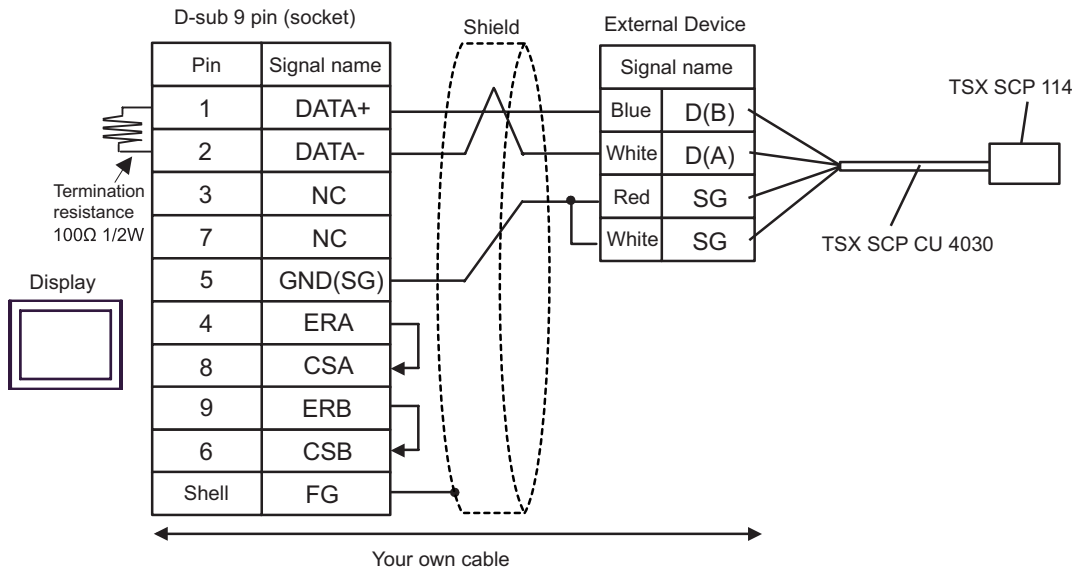 D-sub 9 pin (socket)
Shield
External Device
Pin Signal name
1 DATA+
2 DATA-
3 NC
7 NC
5 GND(SG)
4 ERA
8 CSA
9 ERB
6 CSB
Shell FG
Termination
resistance
100Ω 1/2W
Display
Signal name
Blue D(B)
White D(A)
Red SG
White SG
TSX SCP 114
TSX SCP CU 4030
Your own cable